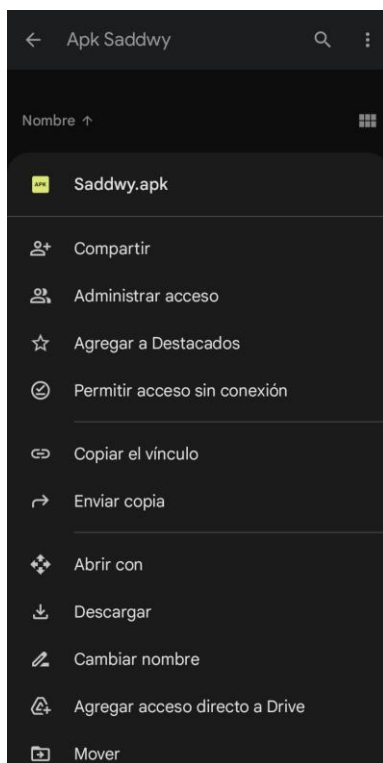 Apk Saddwy
Nombre ↑
APK
Saddwy.apk
Compartir
Administrar acceso
Agregar a Destacados
Permitir acceso sin conexión
Copiar el vínculo
Enviar copia
Abrir con
Descargar
Cambiar nombre
Agregar acceso directo a Drive
Mover